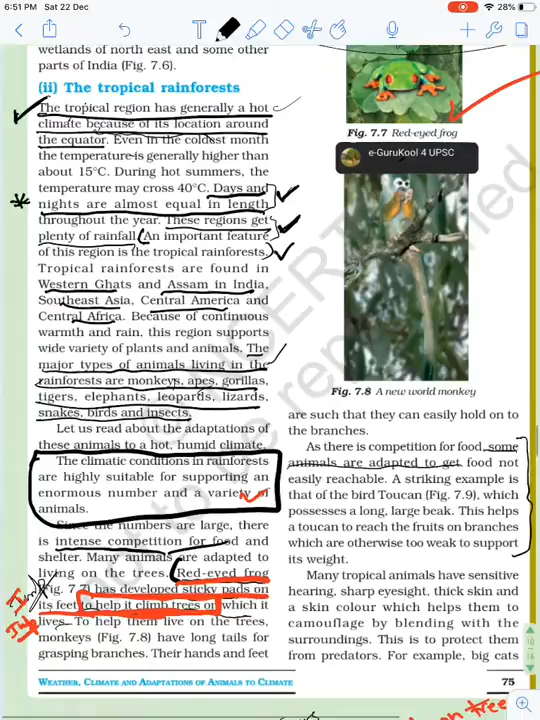 6:51 PM Sat 22 Dec
28%
wetlands of north east and some other
parts of India (Fig. 7.6).
(ii) The tropical rainforests
The tropical region has generally a hot
climate because of its location around
the equator. Even in the coldest month
the temperature is generally higher than
about 15°C. During hot summers, the
temperature may cross 40°C. Days and
nights are almost equal in length
throughout the year. These regions get
plenty of rainfall. An important feature
of this region is the tropical rainforests.
Tropical rainforests are found in
Western Ghats and Assam in India,
Southeast Asia, Central America and
Central Africa. Because of continuous
warmth and rain, this region supports
wide variety of plants and animals. The
major types of animals living in the
rainforests are monkeys, apes, gorillas,
tigers, elephants, leopards, lizards,
snakes, birds and insects.
Let us read about the adaptations of
these animals to a hot, humid climate.
The climatic conditions in rainforests
are highly suitable for supporting an
enormous number and a variety of
animals.
Since the numbers are large, there
is intense competition for food and
shelter. Many animals are adapted to
living on the trees. Red-eyed frog
Fig. 7. has developed sticky pads on
its feet to help it climb trees on which it
lives. To help them live on the trees,
monkeys (Fig. 7.8) have long tails for
grasping branches. Their hands and feet
Imp
Fig. 7.7 Red-eyed frog
e-GuruKool 4 UPSC
Fig. 7.8 A new world monkey
are such that they can easily hold on to
the branches.
As there is competition for food, some
animals are adapted to get food not
easily reachable. A striking example is
that of the bird Toucan (Fig. 7.9), which
possesses a long, large beak. This helps
a toucan to reach the fruits on branches
which are otherwise too weak to support
its weight.
Many tropical animals have sensitive
hearing, sharp eyesight, thick skin and
a skin colour which helps them to
camouflage by blending with the
surroundings. This is to protect them
from predators. For example, big cats
WEATHER, CLIMATE AND ADAPTATIONS OF ANIMALS TO CLIMATE
75
on tree